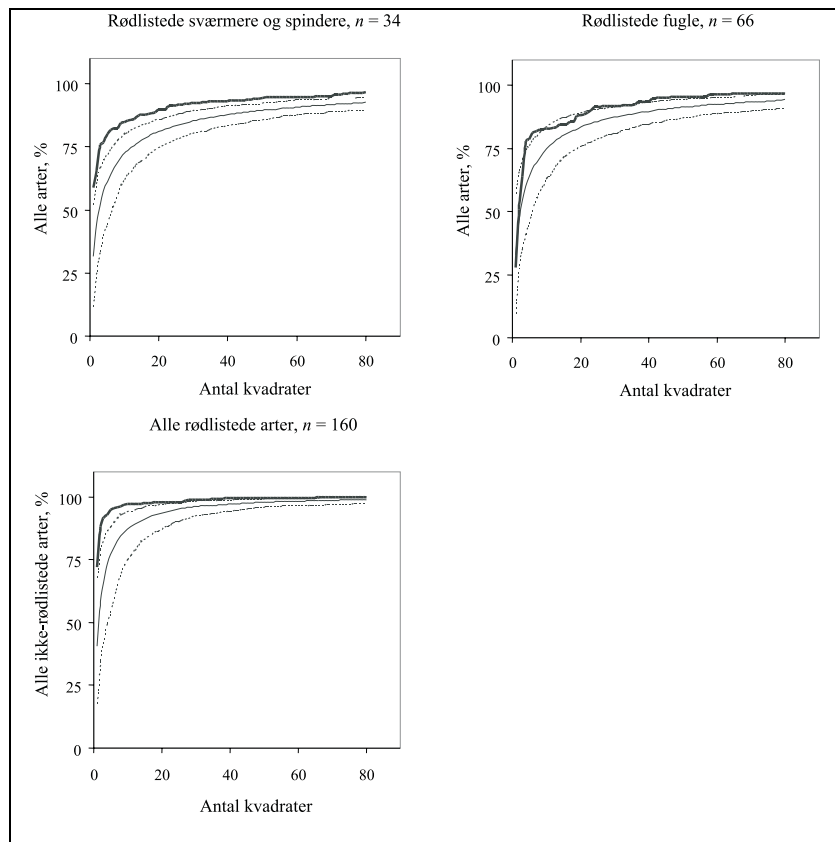 Rødlistede sværmere og spindere, n = 34
Alle arter, %
100
75
50
25
0
0 20 40 60 80
Antal kvadrater
Rødlistede fugle, n = 66
Alle arter, %
100
75
50
25
0
0 20 40 60 80
Antal kvadrater
Alle rødlistede arter, n = 160
Alle ikke-rødlistede arter, %
100
75
50
25
0
0 20 40 60 80
Antal kvadrater